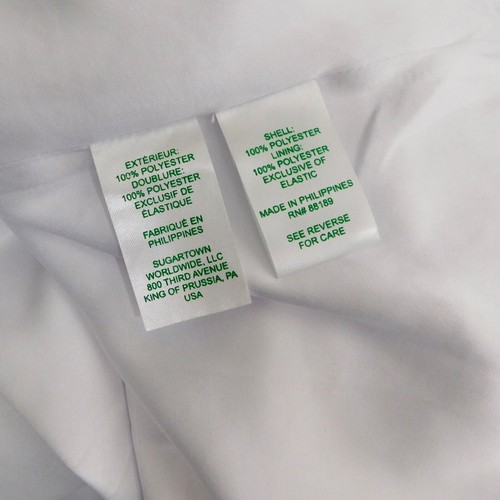 EXTÉRIEUR:
100% POLYESTER
DOUBLURE:
100% POLYESTER
EXCLUSIF DE
ÉLASTIQUE
FABRIQUÉ EN
PHILIPPINES
SUGARTOWN
WORLDWIDE, LLC
800 THIRD AVENUE
KING OF PRUSSIA, PA
USA
SHELL:
100% POLYESTER
LINING:
100% POLYESTER
EXCLUSIVE OF
ELASTIC
MADE IN PHILIPPINES
RN# 88189
SEE REVERSE
FOR CARE